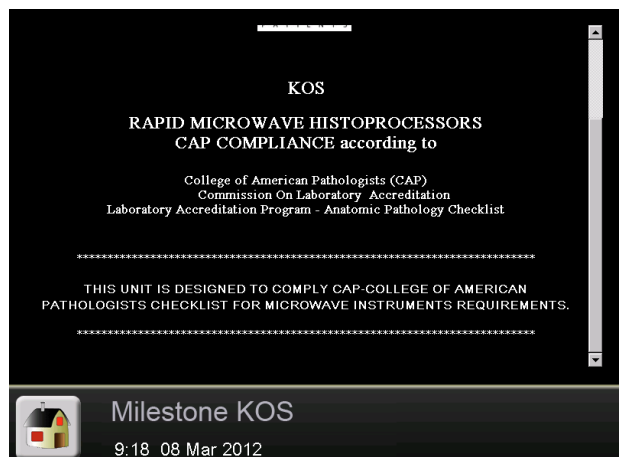 KOS
RAPID MICROWAVE HISTOPROCESSORS
CAP COMPLIANCE according to
College of American Pathologists (CAP)
Commission On Laboratory Accreditation
Laboratory Accreditation Program - Anatomic Pathology Checklist
******************************************************************************
THIS UNIT IS DESIGNED TO COMPLY CAP-COLLEGE OF AMERICAN
PATHOLOGISTS CHECKLIST FOR MICROWAVE INSTRUMENTS REQUIREMENTS.
******************************************************************************
Milestone KOS
9:18 08 Mar 2012